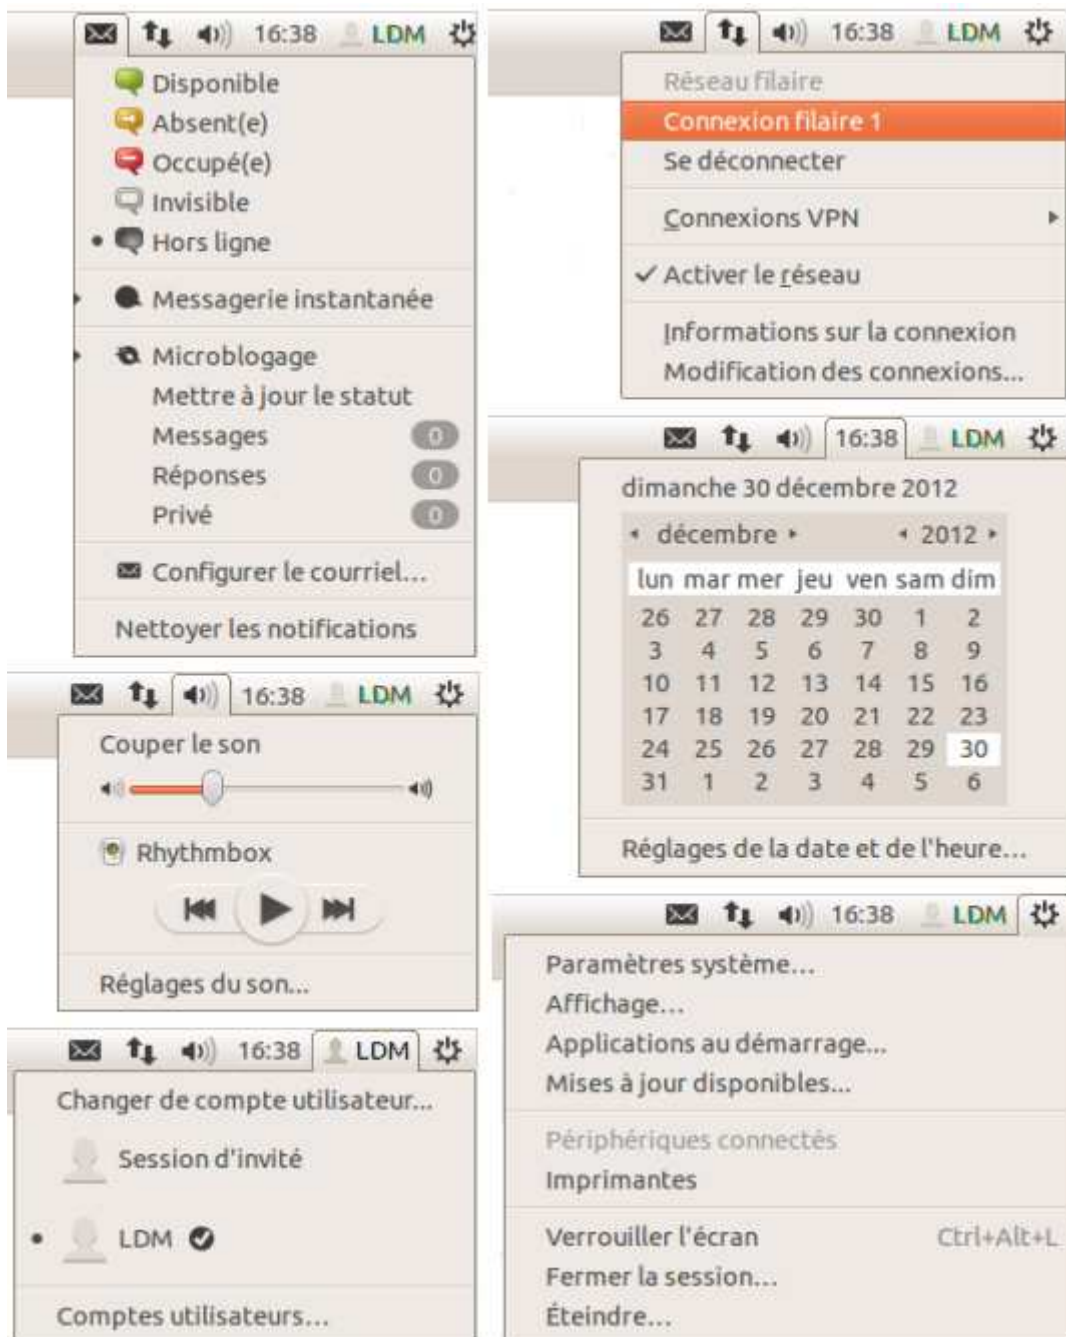 16:38 LDM
Disponible
Absent(e)
Occupé(e)
Invisible
Hors ligne
Messagerie instantanée
Microblogage
Mettre à jour le statut
Messages 0
Réponses 0
Privé 0
Configurer le courriel...
Nettoyer les notifications
16:38 LDM
Réseau filaire
Connexion filaire 1
Se déconnecter
Connexions VPN
Activer le réseau
Informations sur la connexion
Modification des connexions...
16:38 LDM
Couper le son
Rhythmbox
Réglages du son...
16:38 LDM
dimanche 30 décembre 2012
décembre 2012
lun mar mer jeu ven sam dim
26 27 28 29 30 1 2
3 4 5 6 7 8 9
10 11 12 13 14 15 16
17 18 19 20 21 22 23
24 25 26 27 28 29 30
31 1 2 3 4 5 6
Réglages de la date et de l'heure...
16:38 LDM
Changer de compte utilisateur...
Session d'invité
LDM
Comptes utilisateurs...
16:38 LDM
Paramètres système...
Affichage...
Applications au démarrage...
Mises à jour disponibles...
Périphériques connectés
Imprimantes
Verrouiller l'écran Ctrl+Alt+L
Fermer la session...
Éteindre...